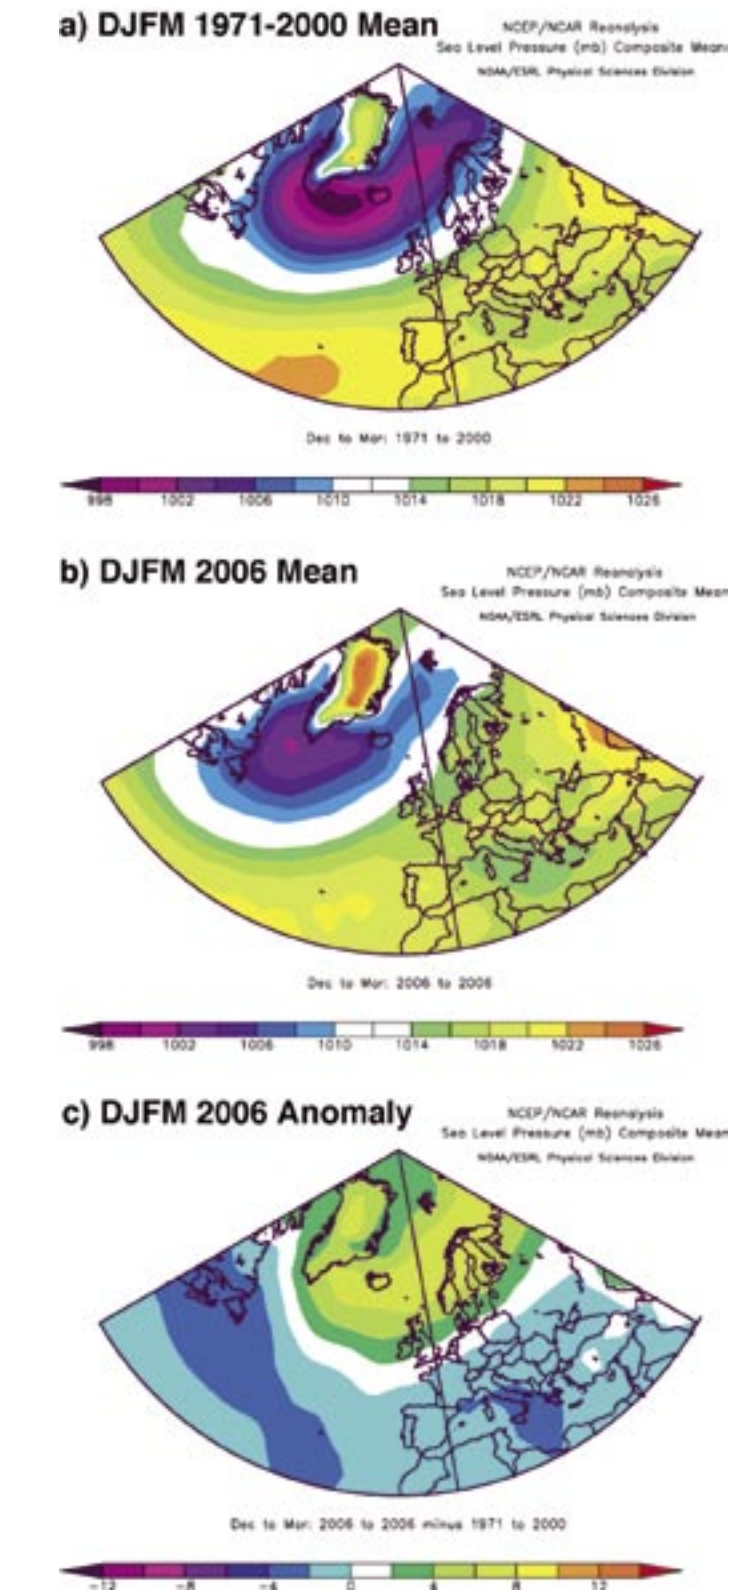 a) DJFM 1971-2000 Mean
NCEP/NCAR Reanalysis
Sea Level Pressure (mb) Composite Mean
NOAA/ESRL Physical Sciences Division
Dec to Mar: 1971 to 2000
998 1002 1006 1010 1014 1018 1022 1026
b) DJFM 2006 Mean
NCEP/NCAR Reanalysis
Sea Level Pressure (mb) Composite Mean
NOAA/ESRL Physical Sciences Division
Dec to Mar: 2006 to 2006
998 1002 1006 1010 1014 1018 1022 1026
c) DJFM 2006 Anomaly
NCEP/NCAR Reanalysis
Sea Level Pressure (mb) Composite Mean
NOAA/ESRL Physical Sciences Division
Dec to Mar: 2006 to 2006 minus 1971 to 2000
-12 -8 -4 0 4 8 12